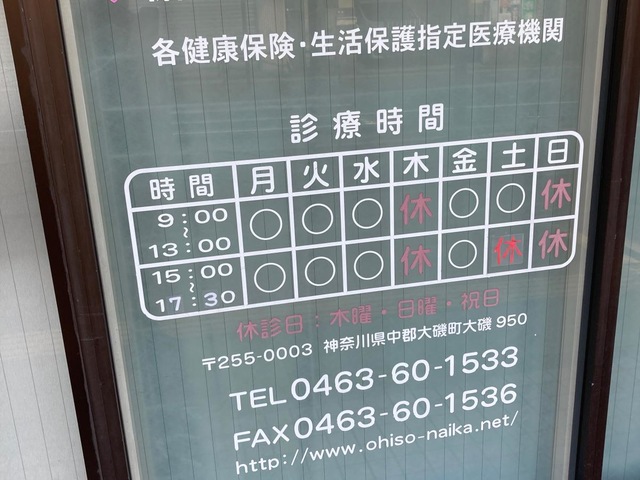 各健康保険・生活保護指定医療機関
診療時間
時間 月 火 水 木 金 土 日
9:00
~
13:00
○ ○ ○ 休 ○ ○ 休
15:00
~
17:30
○ ○ ○ 休 ○ 休 休
休診日:木曜・日曜・祝日
〒255-0003 神奈川県中郡大磯町大磯950
TEL 0463-60-1533
FAX 0463-60-1536
http://www.ohiso-naika.net/